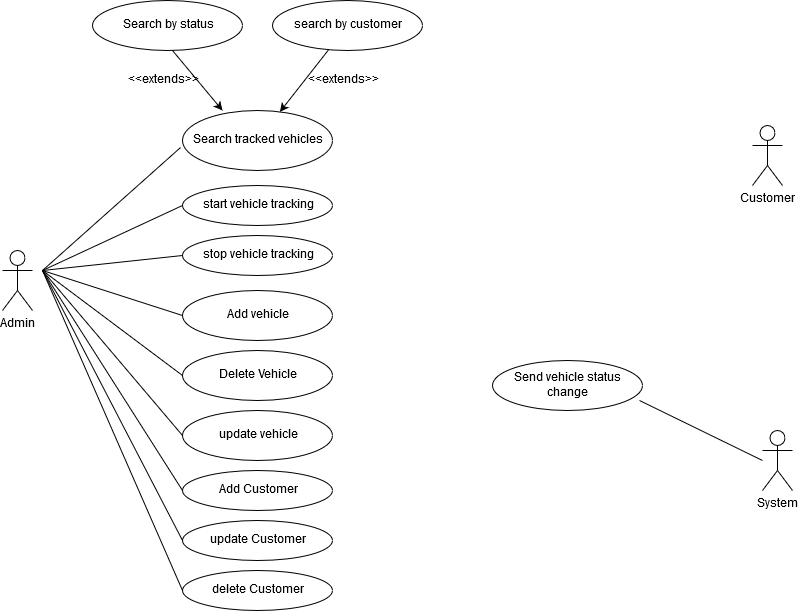 Search by status
search by customer
<<extends>>
<<extends>>
Search tracked vehicles
Customer
start vehicle tracking
stop vehicle tracking
Admin
Add vehicle
Delete Vehicle
Send vehicle status
change
update vehicle
Add Customer
System
update Customer
delete Customer